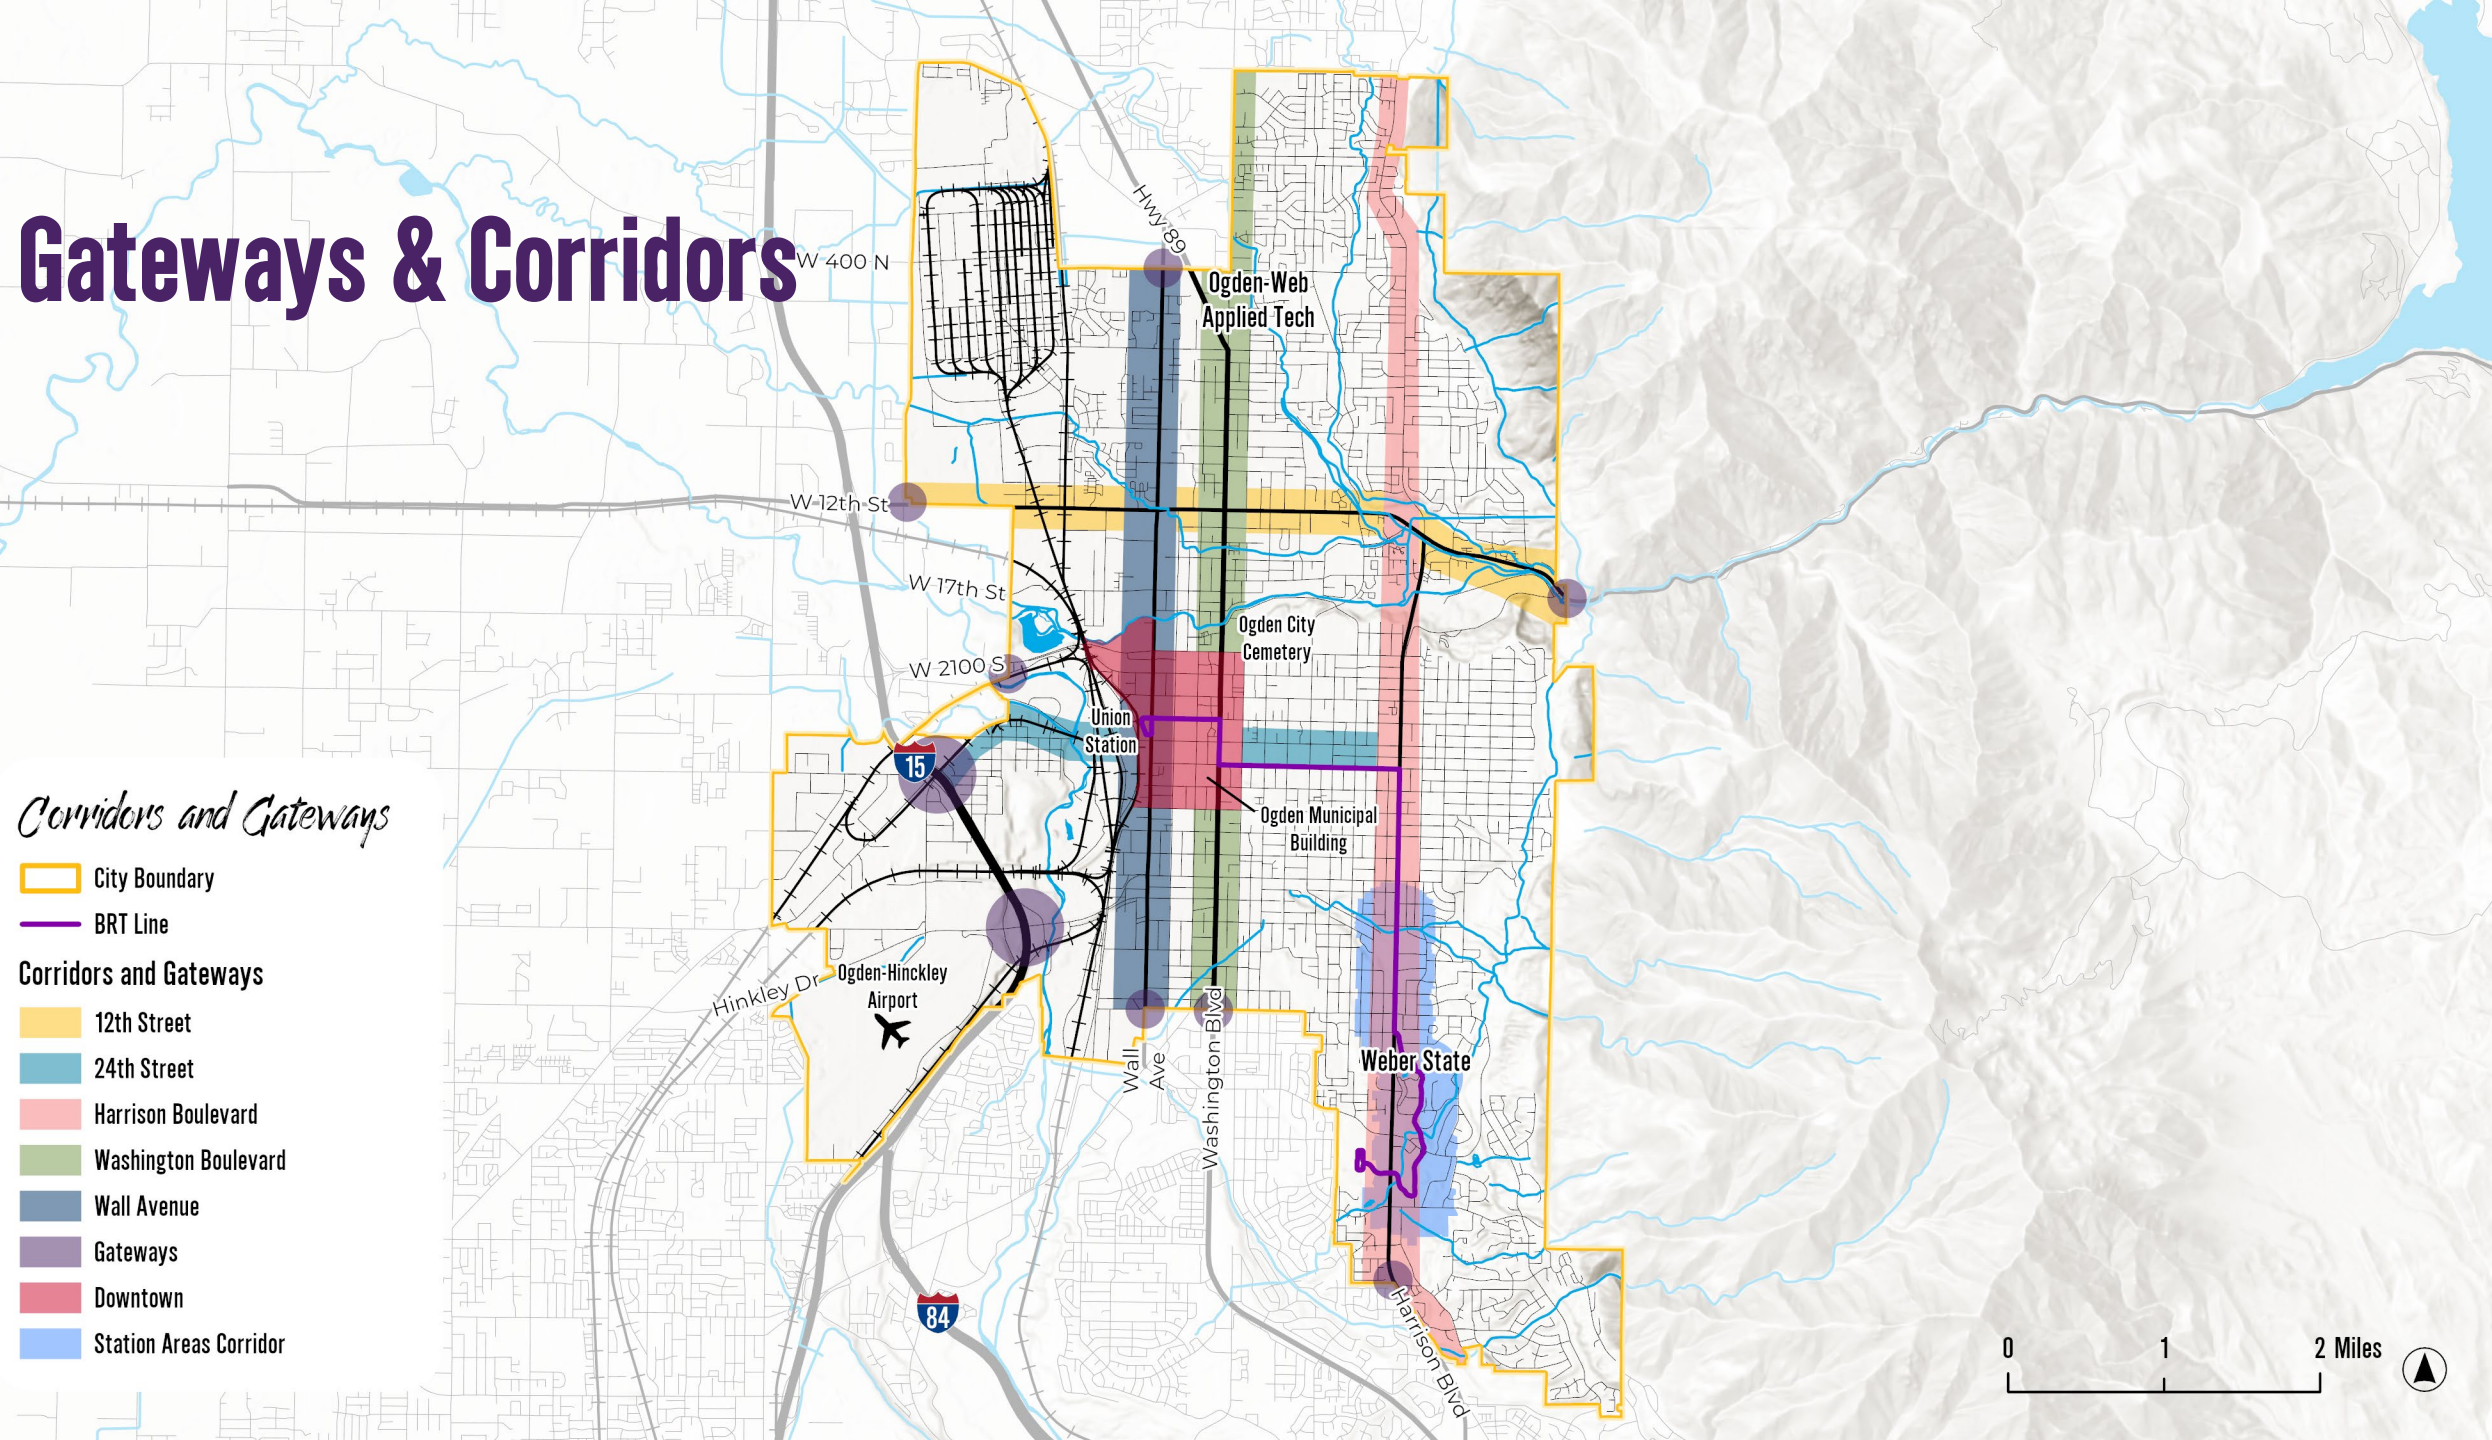 Gateways & Corridors
Hwy 89
W 400 N
Ogden-Web
Applied Tech
W 12th St
W 17th St
Ogden City
Cemetery
W 2100 S
Union
Station
15
Ogden Municipal
Building
Ogden-Hinckley
Airport
Hinkley Dr
Wall
Ave
Washington Blvd
Weber State
Harrison Blvd
84
Corridors and Gateways
City Boundary
BRT Line
Corridors and Gateways
12th Street
24th Street
Harrison Boulevard
Washington Boulevard
Wall Avenue
Gateways
Downtown
Station Areas Corridor
0 1 2 Miles